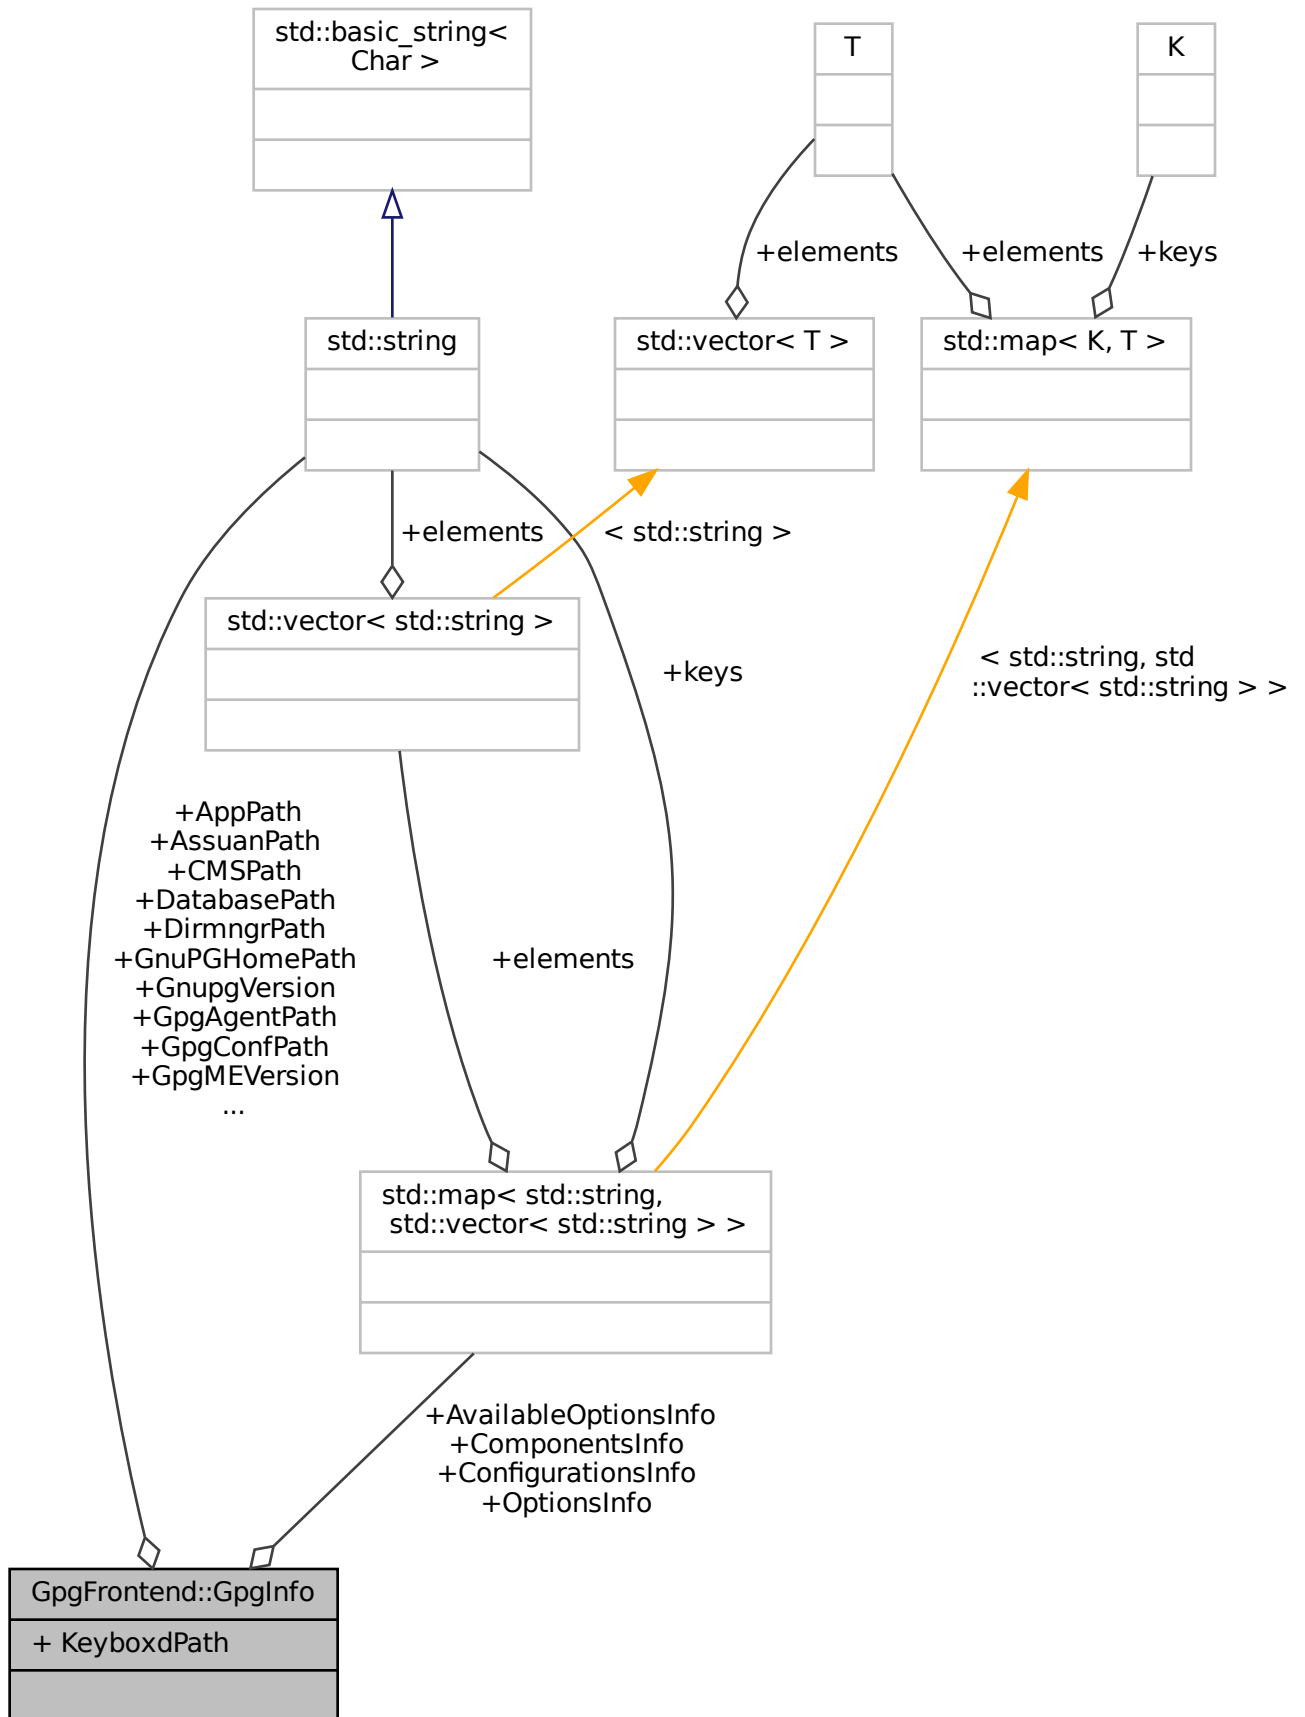 std::basic_string<
Char >
T
K
+elements
+elements
+keys
std::string
std::vector< T >
std::map< K, T >
+elements
< std::string >
std::vector< std::string >
+keys
< std::string, std
::vector< std::string > >
+AppPath
+AssuanPath
+CMSPath
+DatabasePath
+DirmngrPath
+GnuPGHomePath
+GnupgVersion
+GpgAgentPath
+GpgConfPath
+GpgMEVersion
...
+elements
std::map< std::string,
std::vector< std::string > >
+AvailableOptionsInfo
+ComponentsInfo
+ConfigurationsInfo
+OptionsInfo
GpgFrontend::GpgInfo
+ KeyboxdPath